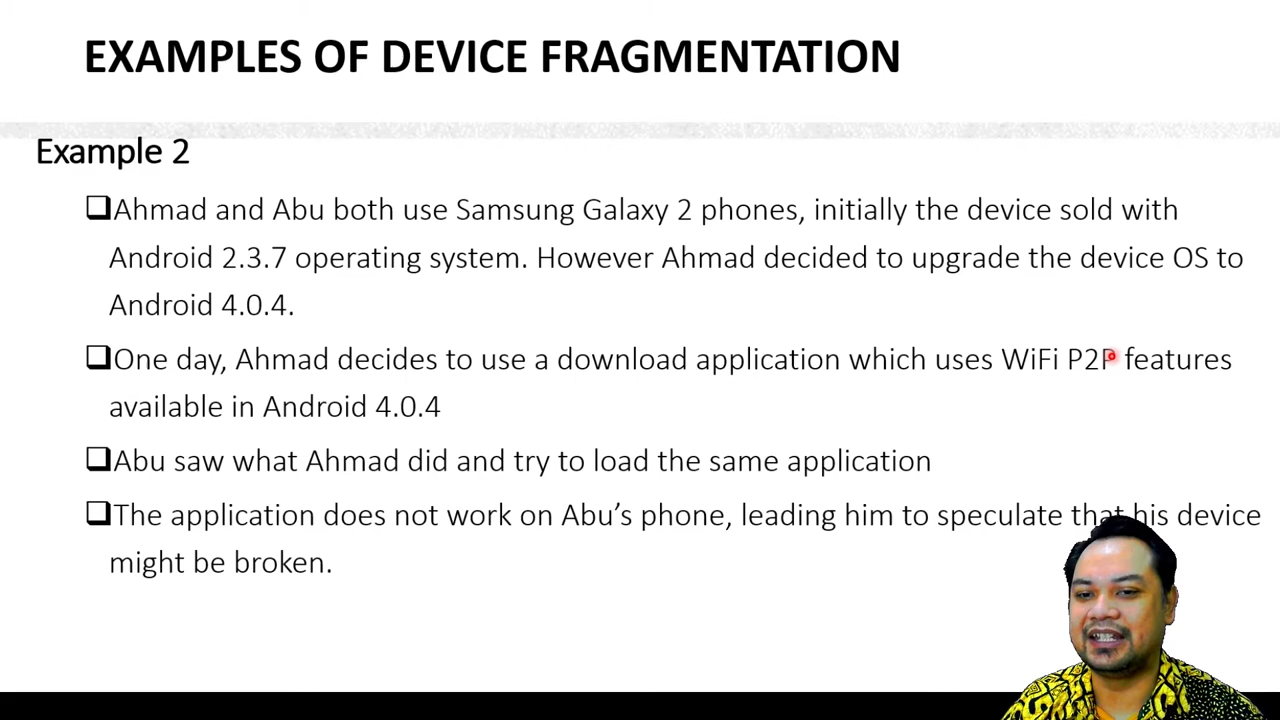 EXAMPLES OF DEVICE FRAGMENTATION
Example 2
Ahmad and Abu both use Samsung Galaxy 2 phones, initially the device sold with
Android 2.3.7 operating system. However Ahmad decided to upgrade the device OS to
Android 4.0.4.
One day, Ahmad decides to use a download application which uses WiFi P2P features
available in Android 4.0.4
Abu saw what Ahmad did and try to load the same application
The application does not work on Abu’s phone, leading him to speculate that his device
might be broken.